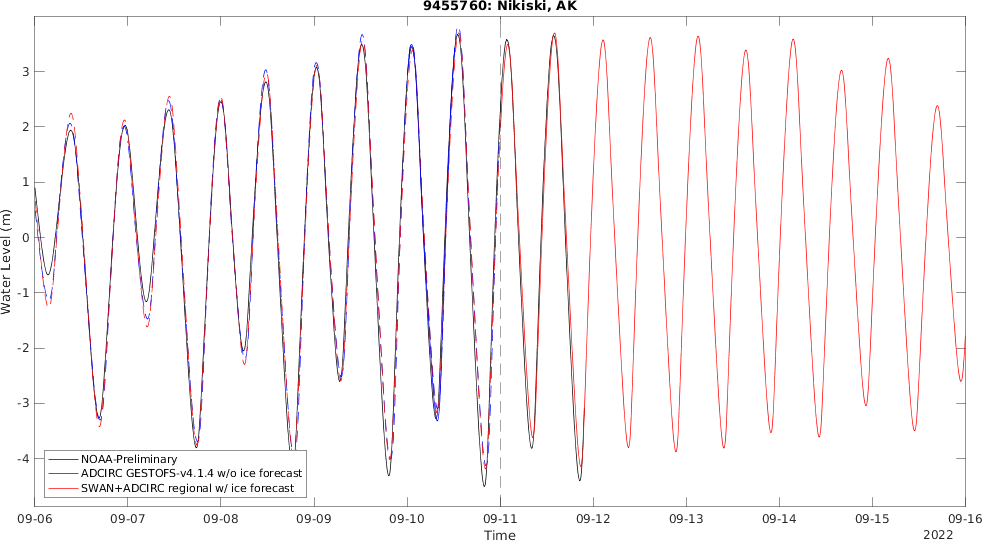 9455760: Nikiski, AK
3
2
1
0
-1
-2
-3
-4
Water Level (m)
NOAA-Preliminary
ADCIRC GESTOFS-v4.1.4 w/o ice forecast
SWAN+ADCIRC regional w/ ice forecast
09-06 09-07 09-08 09-09 09-10 09-11 09-12 09-13 09-14 09-15 09-16
Time
2022